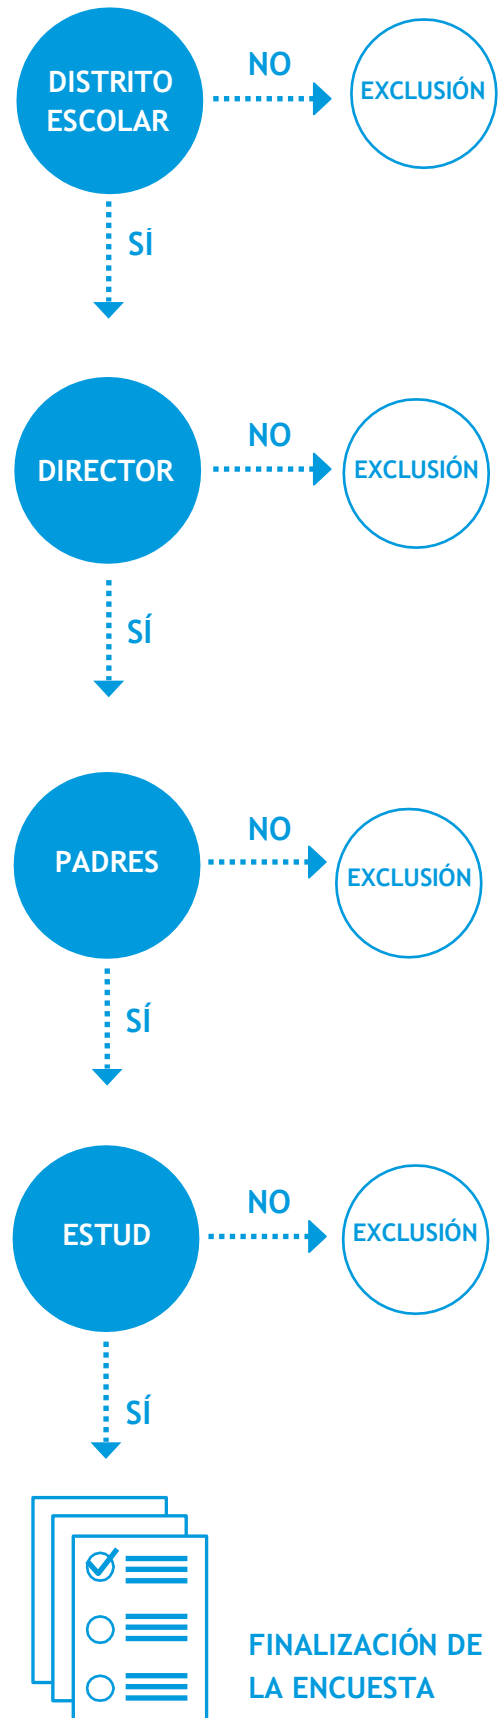 DISTRITO
ESCOLAR
NO
EXCLUSIÓN
SÍ
DIRECTOR
NO
EXCLUSIÓN
SÍ
PADRES
NO
EXCLUSIÓN
SÍ
ESTUD
NO
EXCLUSIÓN
SÍ
FINALIZACIÓN DE
LA ENCUESTA